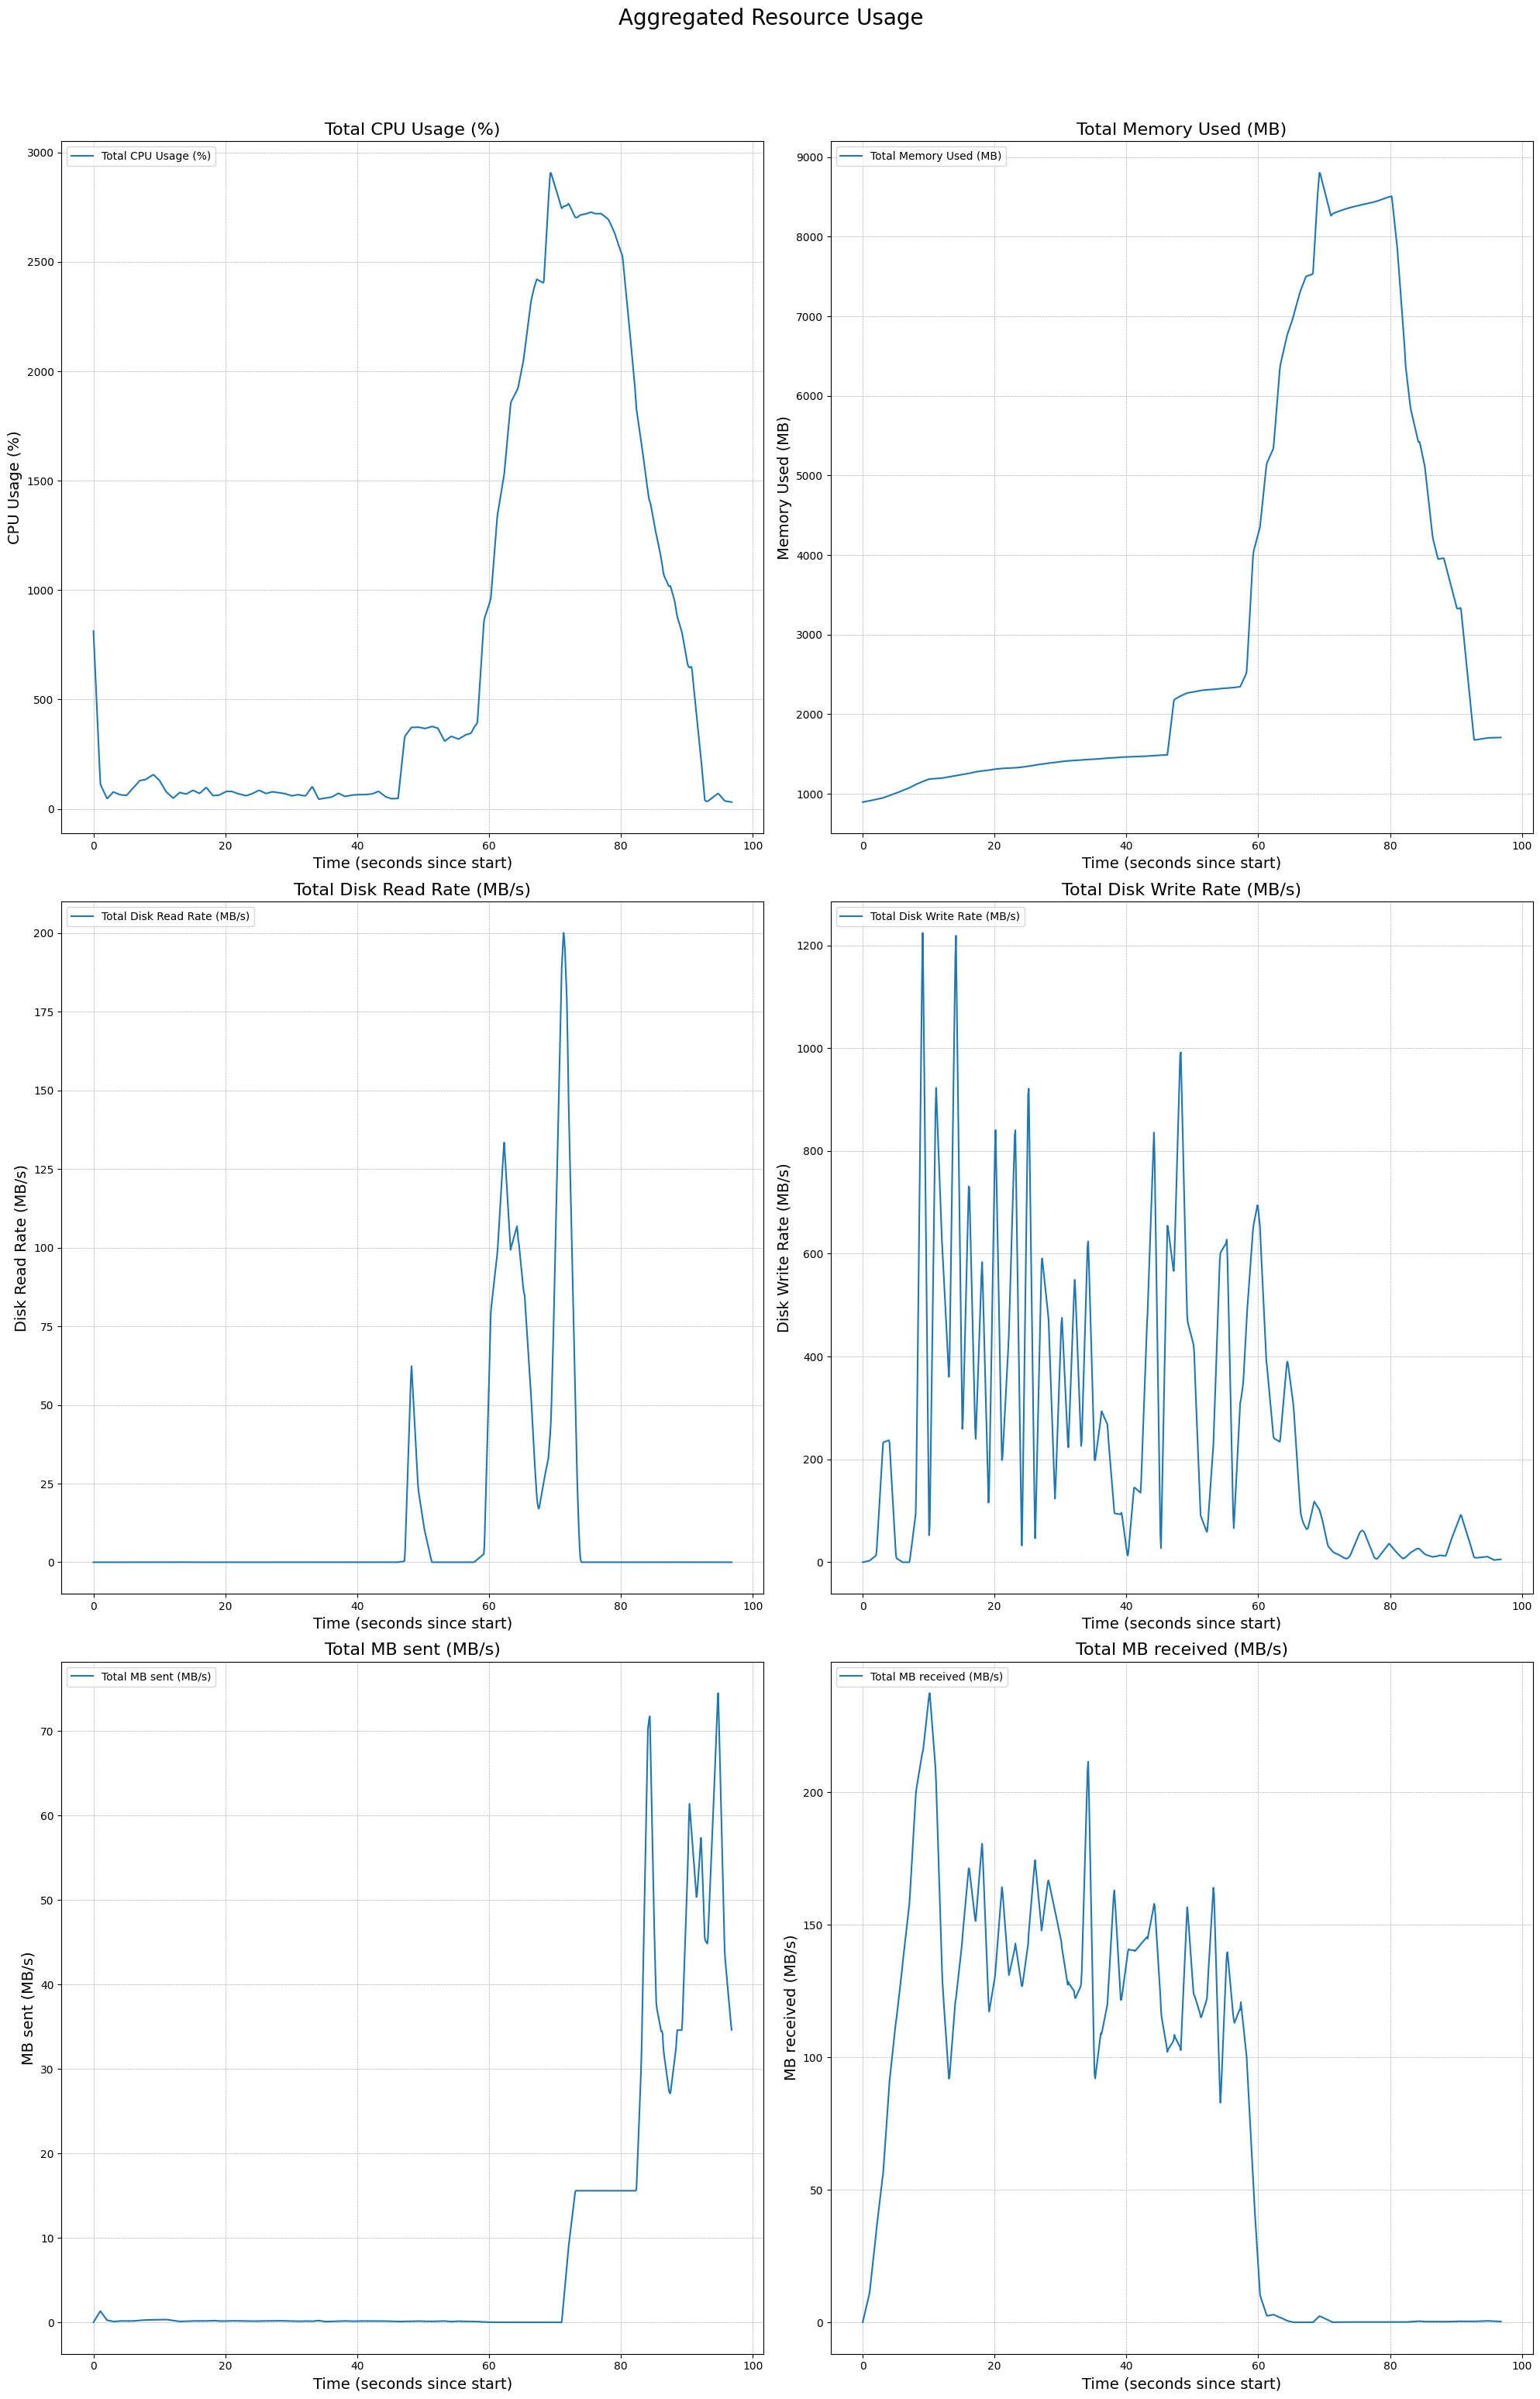 Aggregated Resource Usage
Total CPU Usage (%)
Total CPU Usage (%)
CPU Usage (%)
3000
2500
2000
1500
1000
500
0
0 20 40 60 80 100
Time (seconds since start)
Total Memory Used (MB)
Total Memory Used (MB)
Memory Used (MB)
9000
8000
7000
6000
5000
4000
3000
2000
1000
0 20 40 60 80 100
Time (seconds since start)
Total Disk Read Rate (MB/s)
Total Disk Read Rate (MB/s)
Disk Read Rate (MB/s)
200
175
150
125
100
75
50
25
0
0 20 40 60 80 100
Time (seconds since start)
Total Disk Write Rate (MB/s)
Total Disk Write Rate (MB/s)
Disk Write Rate (MB/s)
1200
1000
800
600
400
200
0
0 20 40 60 80 100
Time (seconds since start)
Total MB sent (MB/s)
Total MB sent (MB/s)
MB sent (MB/s)
70
60
50
40
30
20
10
0
0 20 40 60 80 100
Time (seconds since start)
Total MB received (MB/s)
Total MB received (MB/s)
MB received (MB/s)
200
150
100
50
0
0 20 40 60 80 100
Time (seconds since start)